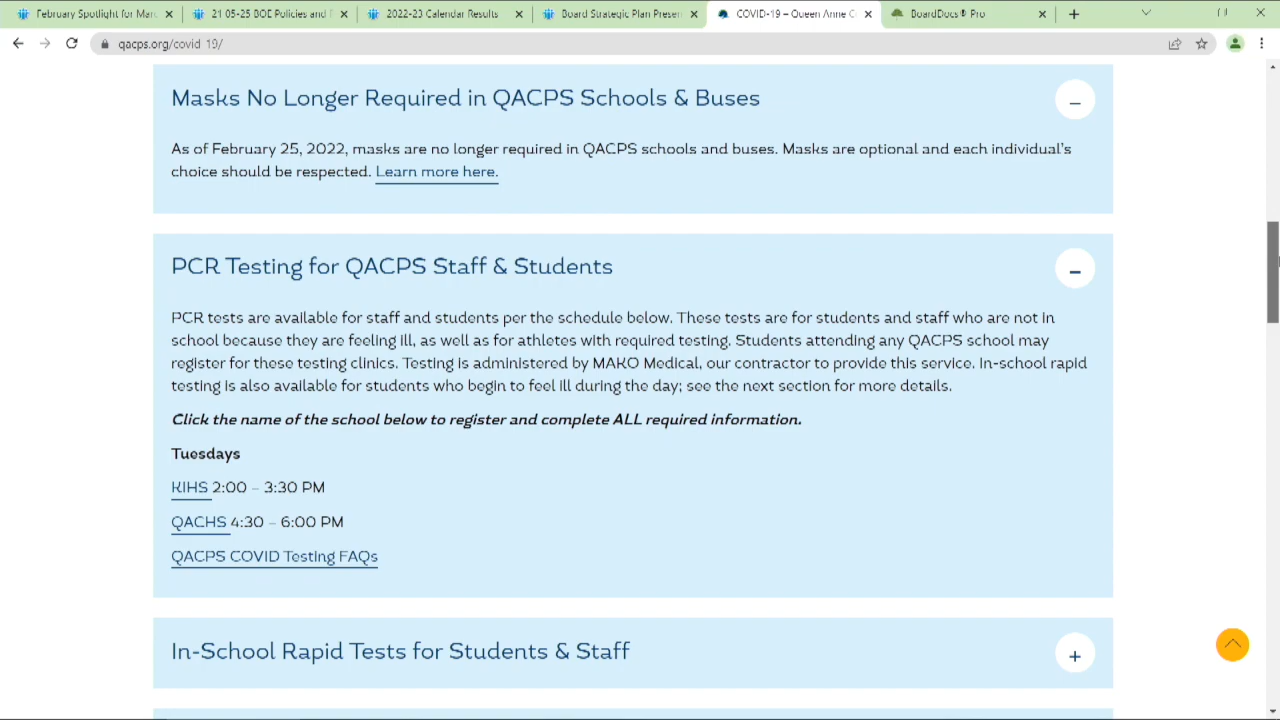 February Spotlight for Mar
21 05-25 BOE Policies and
2022-23 Calendar Results
Board Strategic Plan Presen
COVID-19 – Queen Anne C
BoardDocs® Pro
qacps.org/covid-19/
Masks No Longer Required in QACPS Schools & Buses
As of February 25, 2022, masks are no longer required in QACPS schools and buses. Masks are optional and each individual's
choice should be respected. Learn more here.
PCR Testing for QACPS Staff & Students
PCR tests are available for staff and students per the schedule below. These tests are for students and staff who are not in
school because they are feeling ill, as well as for athletes with required testing. Students attending any QACPS school may
register for these testing clinics. Testing is administered by MAKO Medical, our contractor to provide this service. In-school rapid
testing is also available for students who begin to feel ill during the day; see the next section for more details.
Click the name of the school below to register and complete ALL required information.
Tuesdays
KIHS 2:00 – 3:30 PM
QACHS 4:30 – 6:00 PM
QACPS COVID Testing FAQs
In-School Rapid Tests for Students & Staff